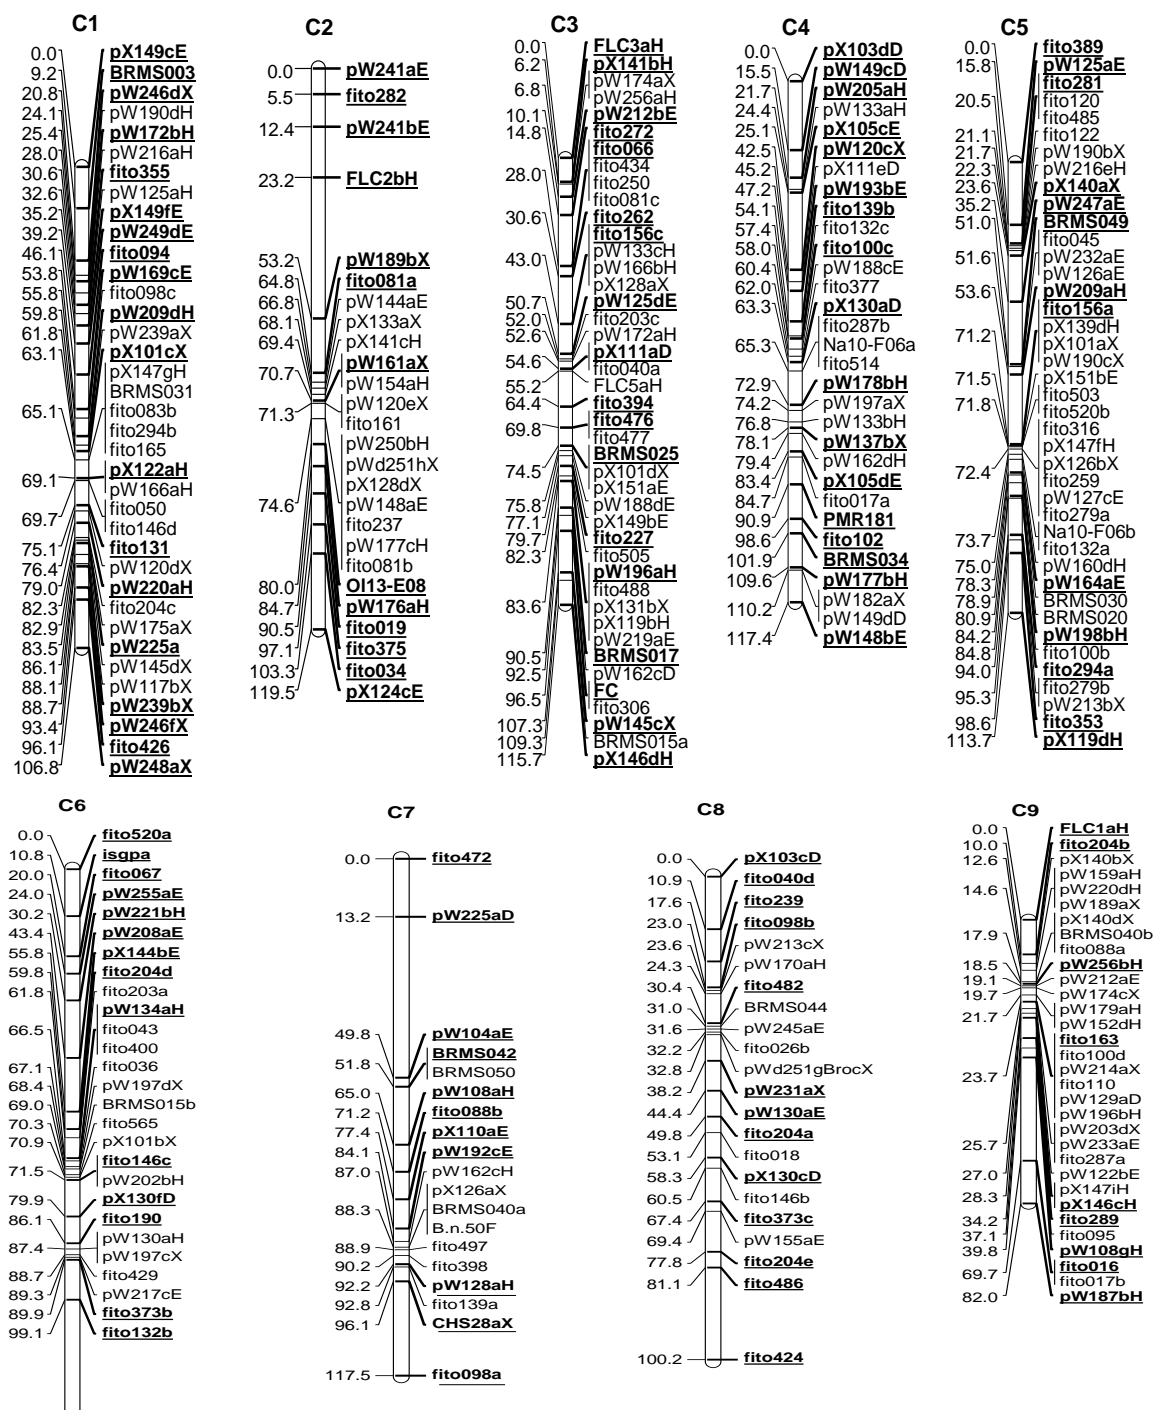 C1
0.0 pX149cE
9.2 BRMS003
20.8 pW246dX
24.1 pW190dH
25.4 pW172bH
28.0 pW216aH
30.6 fito355
32.6 pW125aH
35.2 pX149fE
39.2 pW249dE
46.1 fito094
53.8 pW169cE
55.8 fito098c
59.8 pW209dH
61.8 pW239aX
63.1 pX101cX
pX147gH
BRMS031
65.1 fito083b
fito294b
fito165
69.1 pX122aH
pW166aH
fito050
69.7 fito146d
75.1 fito131
76.4 pW120dX
79.0 pW220aH
82.3 fito204c
82.9 pW175aX
83.5 pW225a
86.1 pW145dX
88.1 pW117bX
88.7 pW239bX
93.4 pW246fX
96.1 fito426
106.8 pW248aX
C2
0.0 pW241aE
5.5 fito282
12.4 pW241bE
23.2 FLC2bH
53.2 pW189bX
64.8 fito081a
66.8 pW144aE
68.1 pX133aX
69.4 pX141cH
70.7 pW161aX
pW154aH
71.3 pW120eX
fito161
pW250bH
pWd251hX
pX128dX
74.6 pW148aE
fito237
pW177cH
fito081b
80.0 Ol13-E08
84.7 pW176aH
90.5 fito019
97.1 fito375
103.3 fito034
119.5 pX124cE
C3
0.0 FLC3aH
6.2 pX141bH
6.8 pW174aX
pW256aH
10.1 pW212bE
14.8 fito272
fito066
28.0 fito434
fito250
fito081c
30.6 fito262
fito156c
43.0 pW133cH
pW166bH
pX128aX
50.7 pW125dE
52.0 fito203c
52.6 pW172aH
54.6 pX111aD
fito040a
55.2 FLC5aH
64.4 fito394
69.8 fito476
fito477
74.5 BRMS025
pX101dX
pX151aE
75.8 pW188dE
77.1 pX149bE
79.7 fito227
82.3 fito505
pW196aH
fito488
83.6 pX131bX
pX119bH
pW219aE
90.5 BRMS017
92.5 pW162cD
96.5 FC
fito306
107.3 pW145cX
109.3 BRMS015a
115.7 pX146dH
C4
0.0 pX103dD
15.5 pW149cD
21.7 pW205aH
24.4 pW133aH
25.1 pX105cE
42.5 pW120cX
45.2 pX111eD
47.2 pW193bE
54.1 fito139b
57.4 fito132c
58.0 fito100c
60.4 pW188cE
62.0 fito377
63.3 pX130aD
fito287b
65.3 Na10-F06a
fito514
72.9 pW178bH
74.2 pW197aX
76.8 pW133bH
78.1 pW137bX
79.4 pW162dH
83.4 pX105dE
84.7 fito017a
90.9 PMR181
98.6 fito102
101.9 BRMS034
109.6 pW177bH
110.2 pW182aX
pW149dD
117.4 pW148bE
C5
0.0 fito389
15.8 pW125aE
fito281
20.5 fito120
fito485
21.1 fito122
21.7 pW190bX
22.3 pW216eH
23.6 pX140aX
35.2 pW247aE
51.0 BRMS049
fito045
51.6 pW232aE
pW126aE
53.6 pW209aH
fito156a
71.2 pX139dH
pX101aX
pW190cX
71.5 pX151bE
71.8 fito503
fito520b
fito316
pX147fH
pX126bX
72.4 fito259
pW127cE
fito279a
73.7 Na10-F06b
fito132a
75.0 pW160dH
78.3 pW164aE
78.9 BRMS030
80.9 BRMS020
84.2 pW198bH
84.8 fito100b
94.0 fito294a
95.3 fito279b
pW213bX
98.6 fito353
113.7 pX119dH
C6
0.0 fito520a
10.8 isgpa
20.0 fito067
24.0 pW255aE
30.2 pW221bH
43.4 pW208aE
55.8 pX144bE
59.8 fito204d
61.8 fito203a
pW134aH
66.5 fito043
fito400
67.1 fito036
68.4 pW197dX
69.0 BRMS015b
70.3 fito565
70.9 pX101bX
71.5 fito146c
pW202bH
79.9 pX130fD
86.1 fito190
87.4 pW130aH
pW197cX
88.7 fito429
89.3 pW217cE
89.9 fito373b
99.1 fito132b
C7
0.0 fito472
13.2 pW225aD
49.8 pW104aE
51.8 BRMS042
BRMS050
65.0 pW108aH
71.2 fito088b
77.4 pX110aE
84.1 pW192cE
87.0 pW162cH
pX126aX
88.3 BRMS040a
B.n.50F
88.9 fito497
90.2 fito398
92.2 pW128aH
92.8 fito139a
96.1 CHS28aX
117.5 fito098a
C8
0.0 pX103cD
10.9 fito040d
17.6 fito239
23.0 fito098b
23.6 pW213cX
24.3 pW170aH
30.4 fito482
31.0 BRMS044
31.6 pW245aE
32.2 fito026b
32.8 pWd251gBrocX
38.2 pW231aX
44.4 pW130aE
49.8 fito204a
53.1 fito018
58.3 pX130cD
60.5 fito146b
67.4 fito373c
69.4 pW155aE
77.8 fito204e
81.1 fito486
100.2 fito424
C9
0.0 FLC1aH
10.0 fito204b
12.6 pX140bX
pW159aH
14.6 pW220dH
pW189aX
pX140dX
17.9 BRMS040b
fito088a
18.5 pW256bH
19.1 pW212aE
19.7 pW174cX
21.7 pW179aH
pW152dH
fito163
fito100d
23.7 pW214aX
fito110
pW129aD
pW196bH
pW203dX
25.7 pW233aE
fito287a
27.0 pW122bE
28.3 pX147iH
pX146cH
34.2 fito289
37.1 fito095
39.8 pW108gH
69.7 fito016
fito017b
82.0 pW187bH